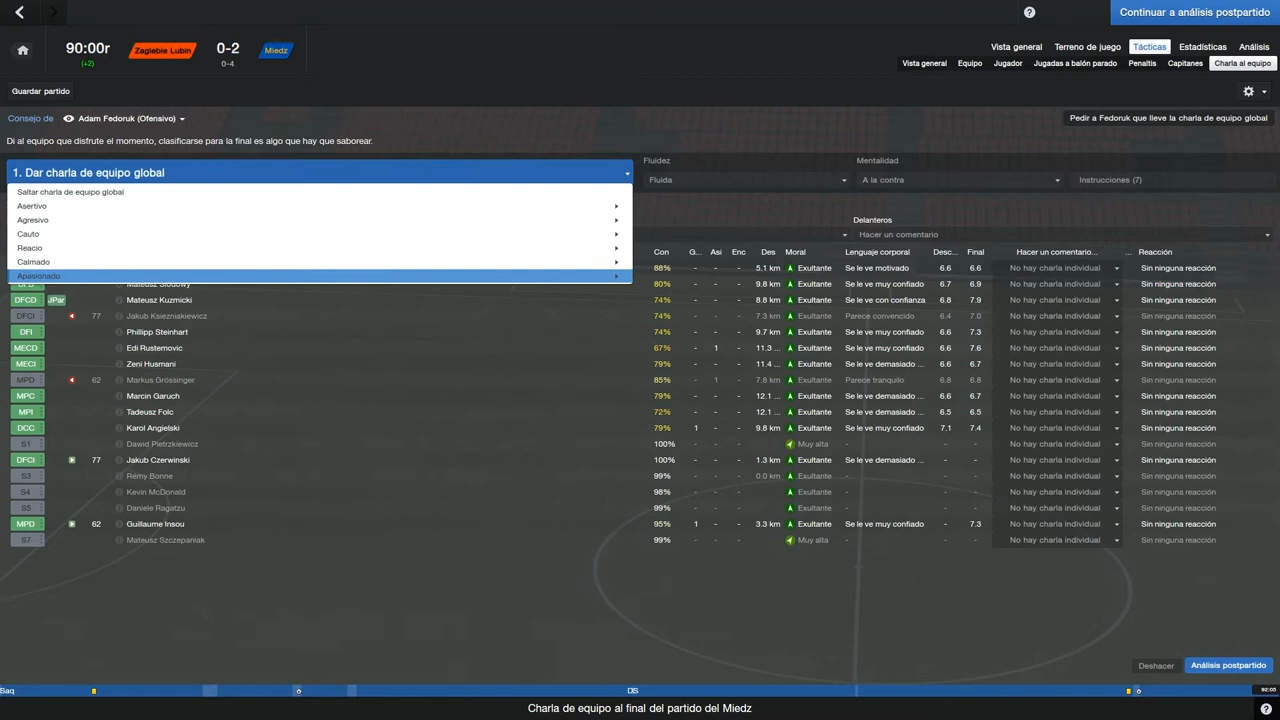 Continuar a análisis postpartido
90:00r
(+2)
Zaglebie Lubin
0-2
0-4
Miedz
Vista general Terreno de juego Tácticas Estadísticas Análisis
Vista general Equipo Jugador Jugadas a balón parado Penaltis Capitanes Charla al equipo
Guardar partido
Consejo de Adam Fedoruk (Ofensivo)
Pedir a Fedoruk que lleve la charla de equipo global
Di al equipo que disfrute el momento, clasificarse para la final es algo que hay que saborear.
1. Dar charla de equipo global
Saltar charla de equipo global
Asertivo
Agresivo
Cauto
Reacio
Calmado
Apasionado
Fluidez Mentalidad
Fluida A la contra Instrucciones (7)
Delanteros
Hacer un comentario
Con G... Asi Enc Des Moral Lenguaje corporal Desc... Final Hacer un comentario... ... Reacción
88% - - - 5.1 km Exultante Se le ve motivado 6.6 6.6 No hay charla individual Sin ninguna reacción
Mateusz Slodowy 80% - - - 9.8 km Exultante Se le ve muy confiado 6.7 6.9 No hay charla individual Sin ninguna reacción
DFCD JPar Mateusz Kuzmicki 74% - - - 8.8 km Exultante Se le ve con confianza 6.8 7.9 No hay charla individual Sin ninguna reacción
DFCI 77 Jakub Ksiezniakiewicz 74% - - - 7.3 km Exultante Parece convencido 6.4 7.0 No hay charla individual Sin ninguna reacción
DFI Phillipp Steinhart 74% - - - 9.7 km Exultante Se le ve muy confiado 6.6 7.3 No hay charla individual Sin ninguna reacción
MECD Edi Rustemovic 67% - 1 - 11.3 ... Exultante Se le ve muy confiado 6.6 7.6 No hay charla individual Sin ninguna reacción
MECI Zeni Husmani 79% - - - 11.4 ... Exultante Se le ve demasiado ... 6.6 6.7 No hay charla individual Sin ninguna reacción
MPD 62 Markus Grössinger 85% - 1 - 7.8 km Exultante Parece tranquilo 6.8 6.8 No hay charla individual Sin ninguna reacción
MPC Marcin Garuch 79% - - - 12.1 ... Exultante Se le ve demasiado ... 6.6 6.7 No hay charla individual Sin ninguna reacción
MPI Tadeusz Folc 72% - - - 12.1 ... Exultante Se le ve demasiado ... 6.5 6.5 No hay charla individual Sin ninguna reacción
DCC Karol Angielski 79% 1 - - 9.8 km Exultante Se le ve muy confiado 7.1 7.4 No hay charla individual Sin ninguna reacción
S1 Dawid Pietrzkiewicz 100% - - - Muy alta - - - No hay charla individual Sin ninguna reacción
DFCI 77 Jakub Czerwinski 100% - - - 1.3 km Exultante Se le ve demasiado ... - - No hay charla individual Sin ninguna reacción
S3 Rémy Bonne 99% - - - 0.0 km Exultante - - - No hay charla individual Sin ninguna reacción
S4 Kevin McDonald 98% - - - Exultante - - - No hay charla individual Sin ninguna reacción
S5 Daniele Ragatzu 99% - - - Exultante - - - No hay charla individual Sin ninguna reacción
MPD 62 Guillaume Insou 95% 1 - - 3.3 km Exultante Se le ve muy confiado - 7.3 No hay charla individual Sin ninguna reacción
S7 Mateusz Szczepaniak 99% - - - Muy alta - - - No hay charla individual Sin ninguna reacción
Deshacer Análisis postpartido
Saq DS 92:05
Charla de equipo al final del partido del Miedz